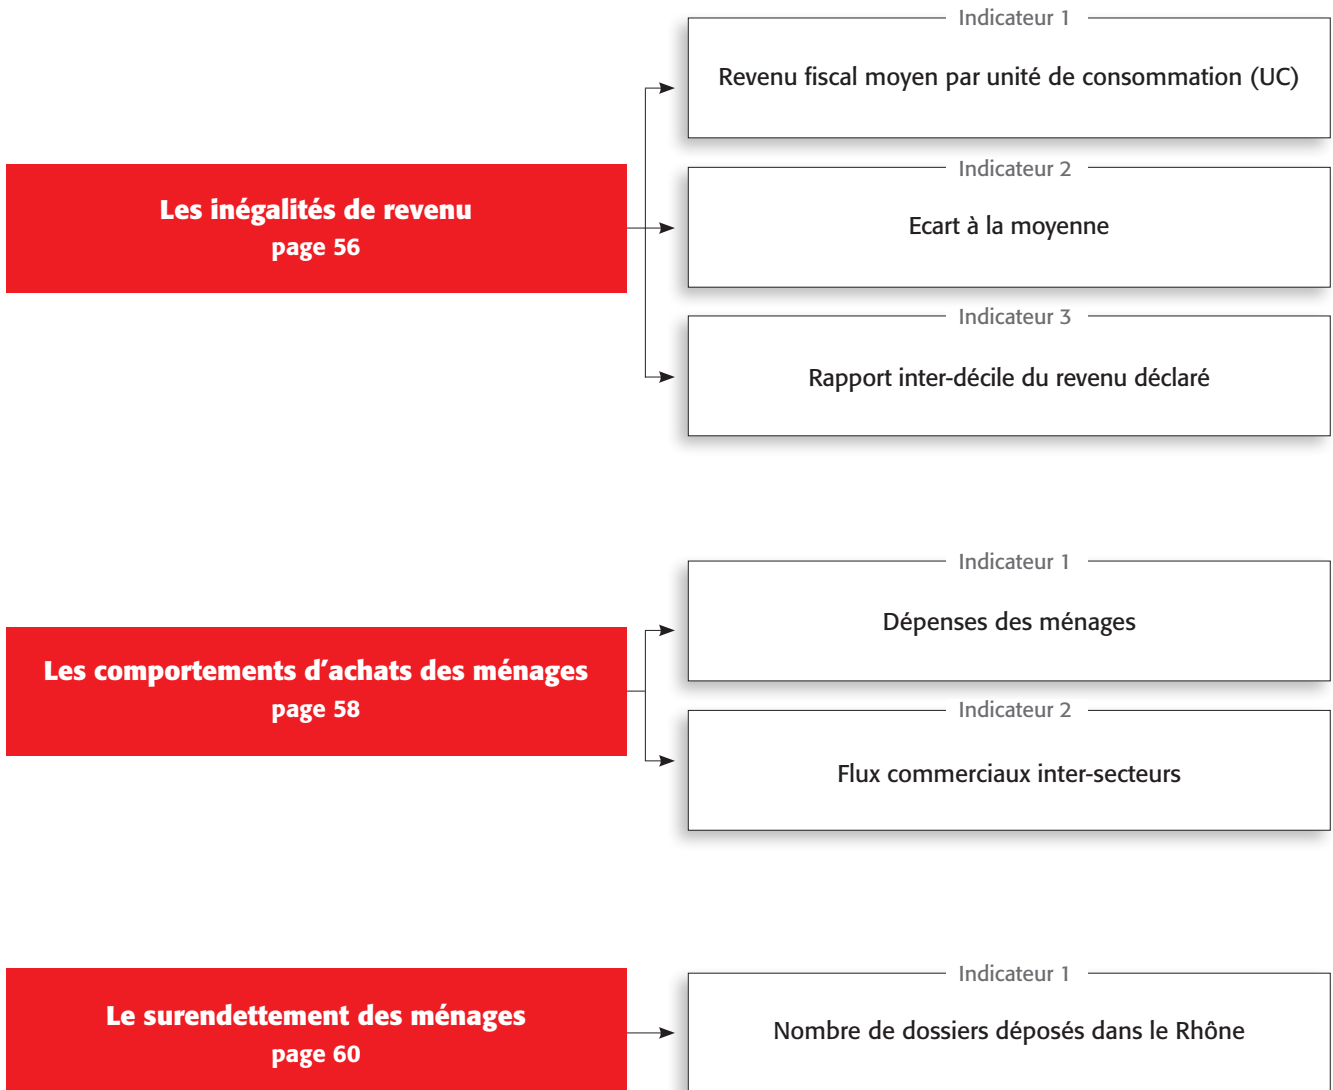 Les inégalités de revenu
page 56
Indicateur 1
Revenu fiscal moyen par unité de consommation (UC)
Indicateur 2
Ecart à la moyenne
Indicateur 3
Rapport inter-décile du revenu déclaré
Les comportements d'achats des ménages
page 58
Indicateur 1
Dépenses des ménages
Indicateur 2
Flux commerciaux inter-secteurs
Le surendettement des ménages
page 60
Indicateur 1
Nombre de dossiers déposés dans le Rhône